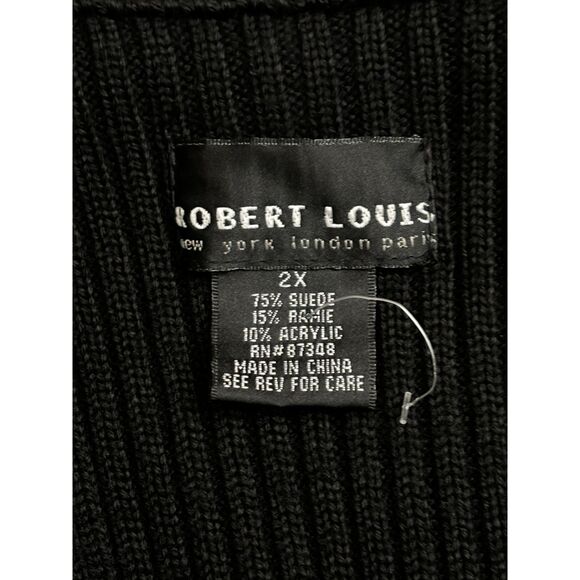 ROBERT LOUIS
new york london paris
2X
75% SUEDE
15% RAMIE
10% ACRYLIC
RN#87348
MADE IN CHINA
SEE REV FOR CARE